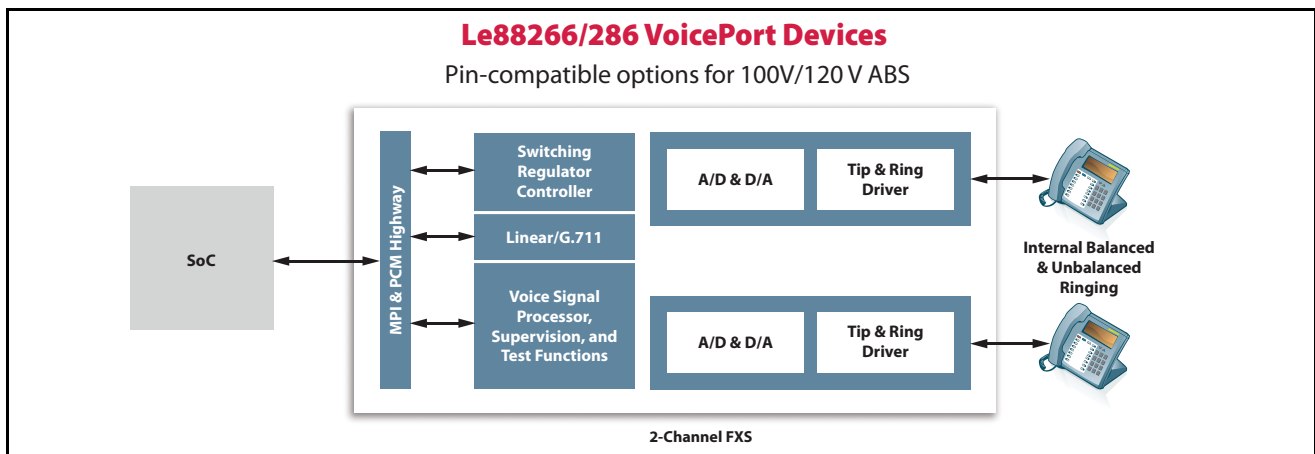 Le88266/286 VoicePort Devices
Pin-compatible options for 100V/120 V ABS
SoC
MPI & PCM Highway
Switching
Regulator
Controller
Linear/G.711
Voice Signal
Processor,
Supervision, and
Test Functions
A/D & D/A
Tip & Ring
Driver
A/D & D/A
Tip & Ring
Driver
Internal Balanced
& Unbalanced
Ringing
2-Channel FXS